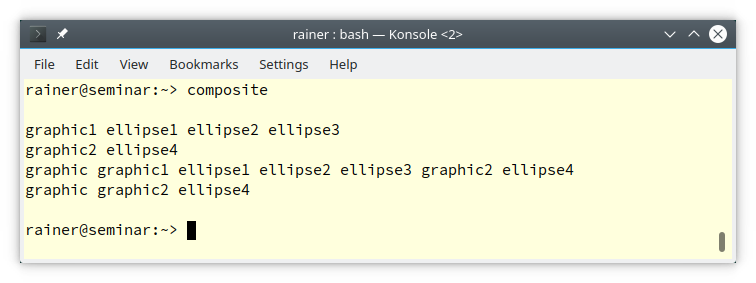 rainer : bash — Konsole <2>
File Edit View Bookmarks Settings Help
rainer@seminar:~> composite
graphic1 ellipse1 ellipse2 ellipse3
graphic2 ellipse4
graphic graphic1 ellipse1 ellipse2 ellipse3 graphic2 ellipse4
graphic graphic2 ellipse4
rainer@seminar:~>